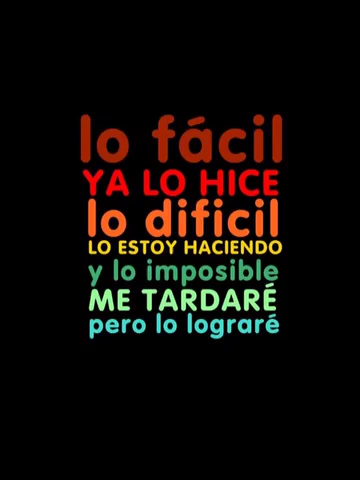 lo fácil
YA LO HICE
lo dificil
LO ESTOY HACIENDO
y lo imposible
ME TARDARÉ
pero lo lograré